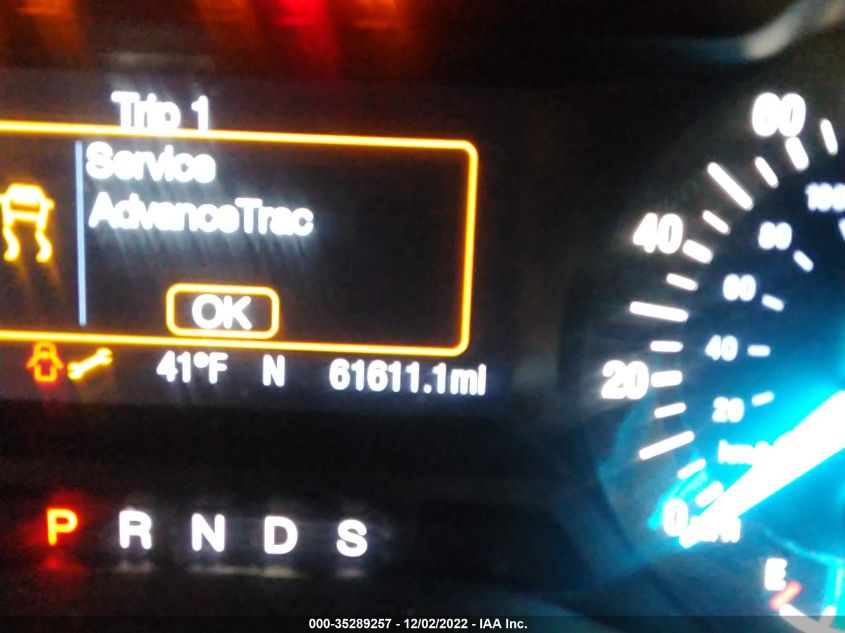 Trip 1
Service
AdvanceTrac
OK
41°F N 61611.1mi
P R N D S
0 20 40 60
20 40 60 80 100
E
000-35289257 - 12/02/2022 - IAA Inc.